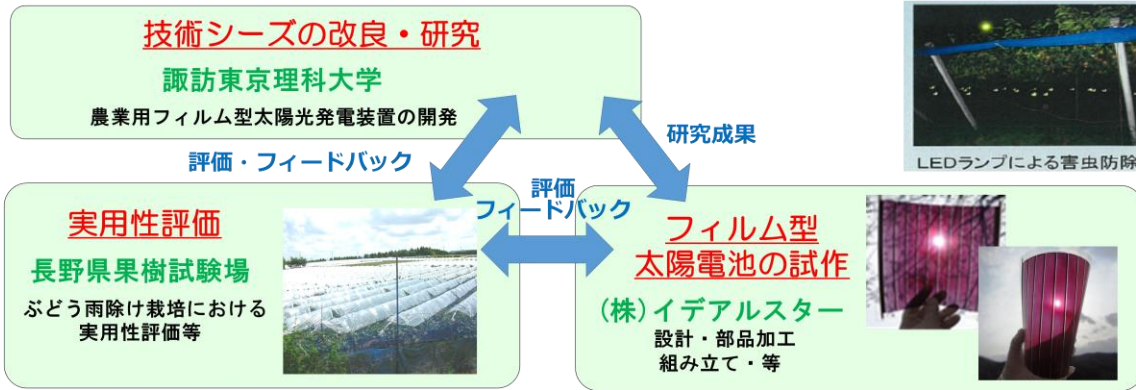 技術シーズの改良・研究
諏訪東京理科大学
農業用フィルム型太陽光発電装置の開発
LEDランプによる害虫防除
評価・フィードバック
研究成果
評価
フィードバック
実用性評価
長野県果樹試験場
ぶどう雨除け栽培における
実用性評価等
フィルム型
太陽電池の試作
(株)イデアルスター
設計・部品加工
組み立て・等